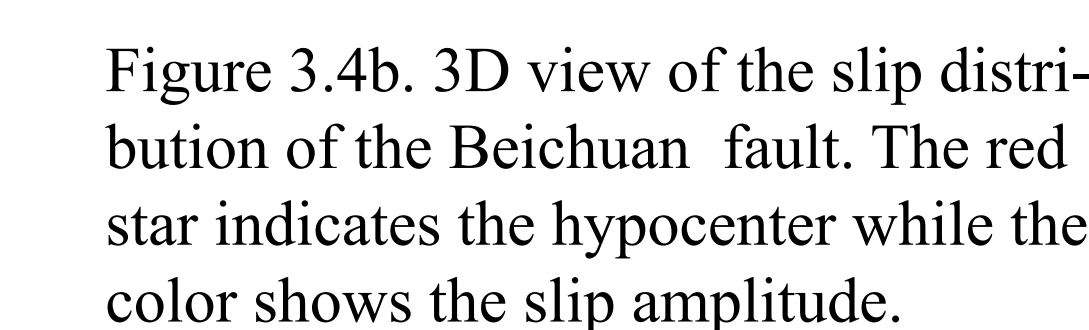 Figure 3.4b. 3D view of the slip distri-
bution of the Beichuan  fault. The red
star indicates the hypocenter while the
color shows the slip amplitude.